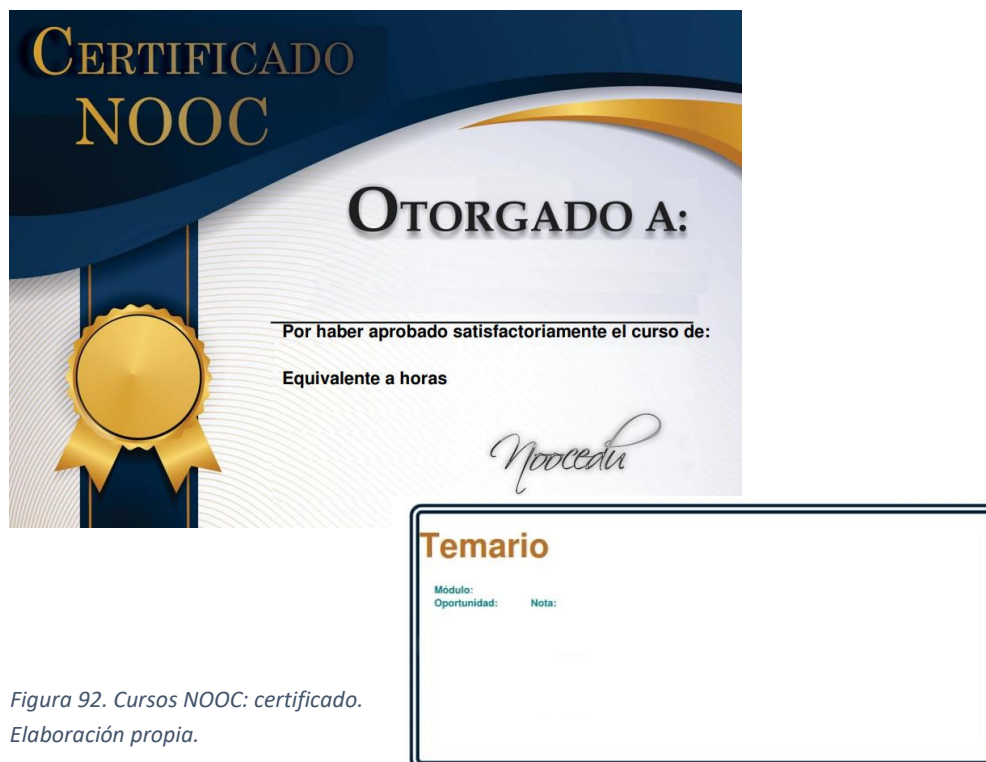 CERTIFICADO
NOOC
OTORGADO A:
Por haber aprobado satisfactoriamente el curso de:
Equivalente a horas
Noocedu
Temario
Módulo:
Oportunidad: Nota:
Figura 92. Cursos NOOC: certificado.
Elaboración propia.